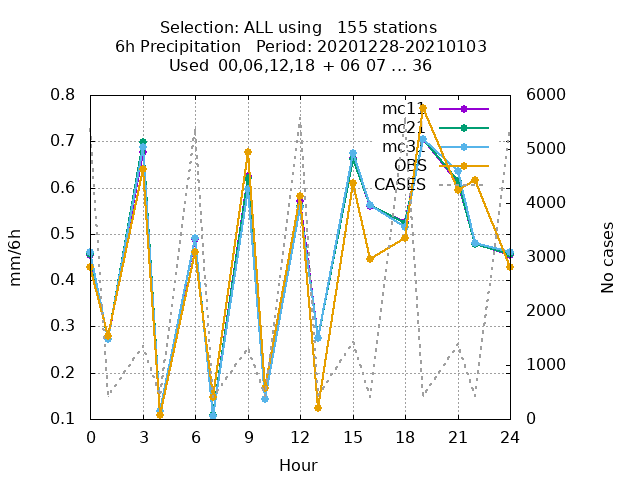 Selection: ALL using   155 stations
6h Precipitation   Period: 20201228-20210103
Used  00,06,12,18  + 06 07 ... 36
0.8
0.7
0.6
0.5
0.4
0.3
0.2
0.1
mm/6h
6000
5000
4000
3000
2000
1000
0
No cases
mc11
mc21
mc31
OBS
CASES
0 3 6 9 12 15 18 21 24
Hour